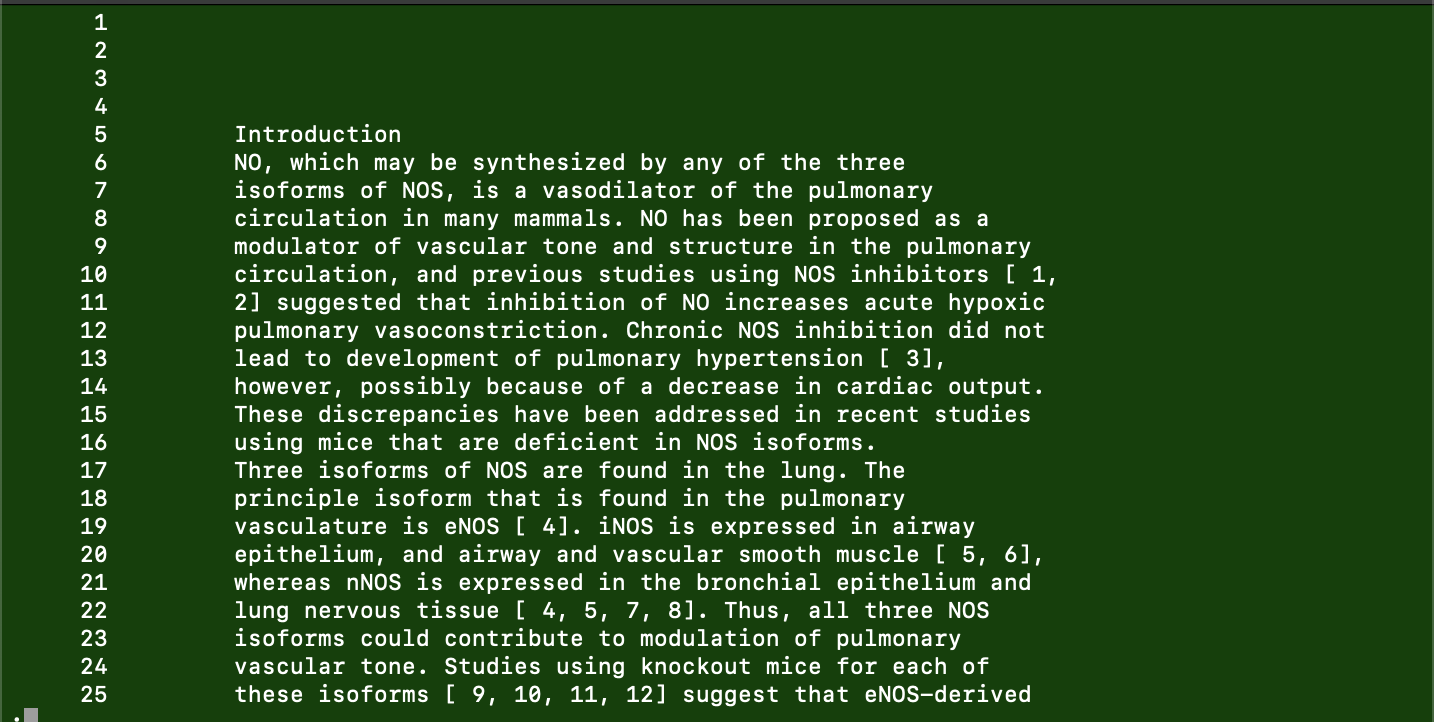 1
2
3
4
5 Introduction
6 NO, which may be synthesized by any of the three
7 isoforms of NOS, is a vasodilator of the pulmonary
8 circulation in many mammals. NO has been proposed as a
9 modulator of vascular tone and structure in the pulmonary
10 circulation, and previous studies using NOS inhibitors [ 1,
11 2] suggested that inhibition of NO increases acute hypoxic
12 pulmonary vasoconstriction. Chronic NOS inhibition did not
13 lead to development of pulmonary hypertension [ 3],
14 however, possibly because of a decrease in cardiac output.
15 These discrepancies have been addressed in recent studies
16 using mice that are deficient in NOS isoforms.
17 Three isoforms of NOS are found in the lung. The
18 principle isoform that is found in the pulmonary
19 vasculature is eNOS [ 4]. iNOS is expressed in airway
20 epithelium, and airway and vascular smooth muscle [ 5, 6],
21 whereas nNOS is expressed in the bronchial epithelium and
22 lung nervous tissue [ 4, 5, 7, 8]. Thus, all three NOS
23 isoforms could contribute to modulation of pulmonary
24 vascular tone. Studies using knockout mice for each of
25 these isoforms [ 9, 10, 11, 12] suggest that eNOS-derived
: